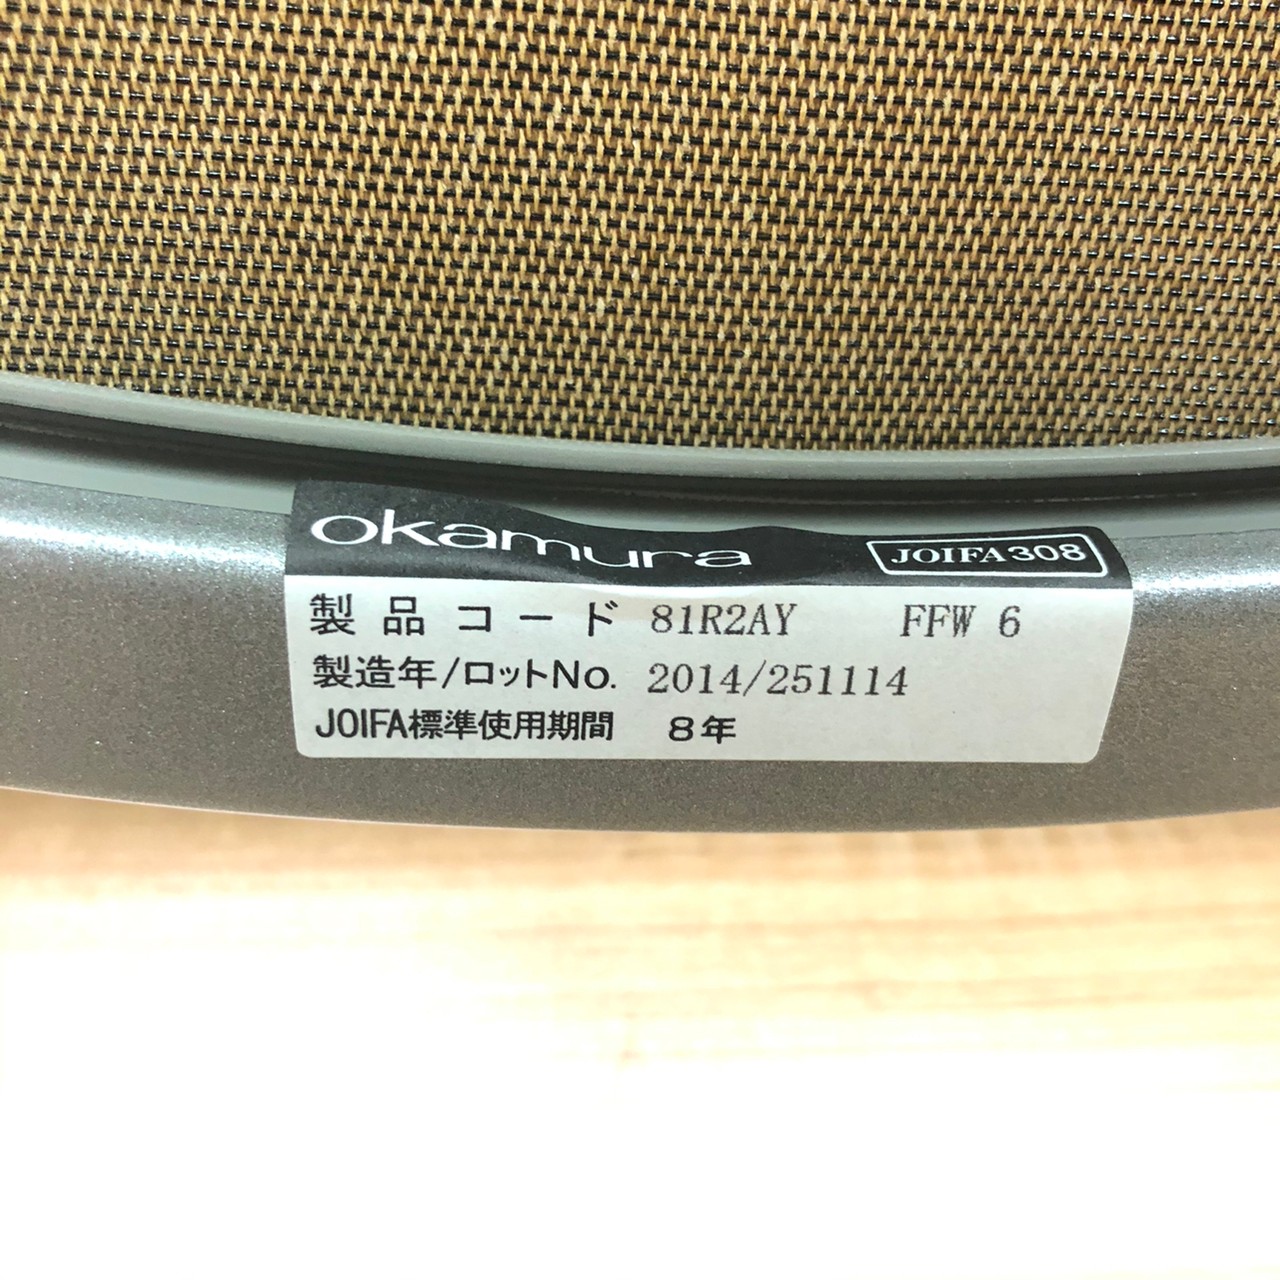 okamura JOIFA308
製品コード 81R2AY FFW 6
製造年/ロットNo. 2014/251114
JOIFA標準使用期間 8年